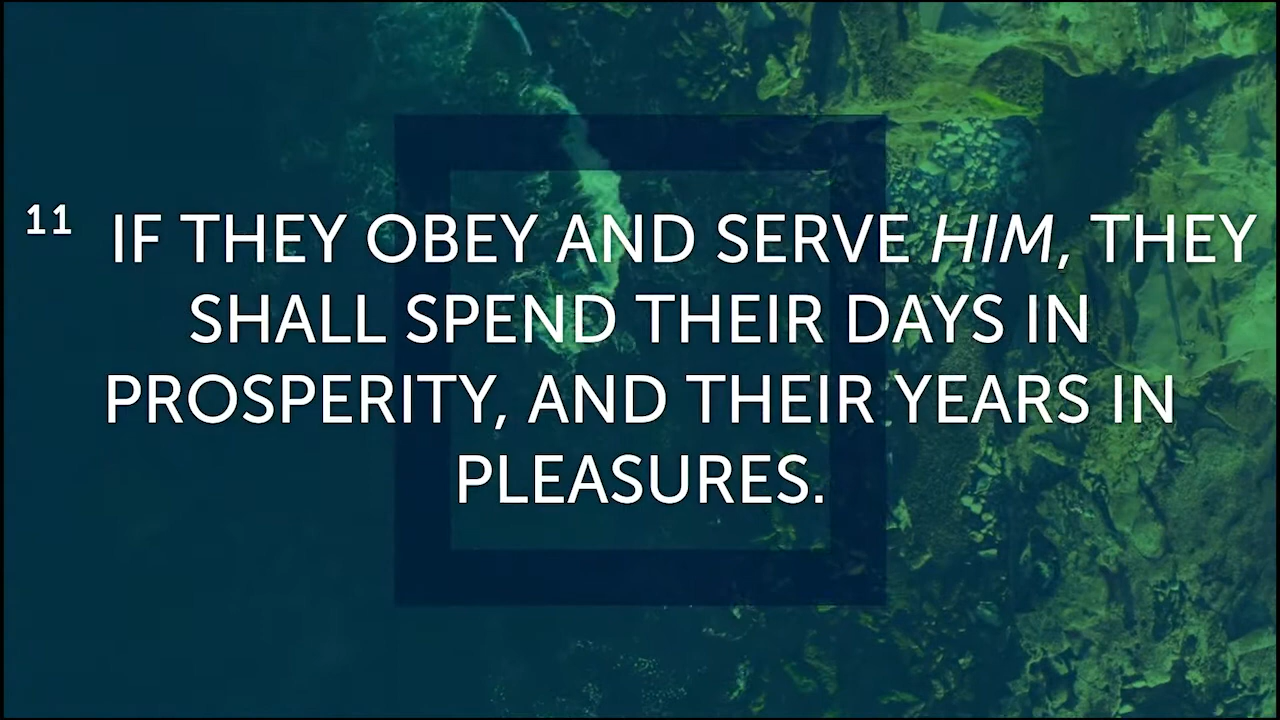 11 IF THEY OBEY AND SERVE HIM, THEY
SHALL SPEND THEIR DAYS IN
PROSPERITY, AND THEIR YEARS IN
PLEASURES.